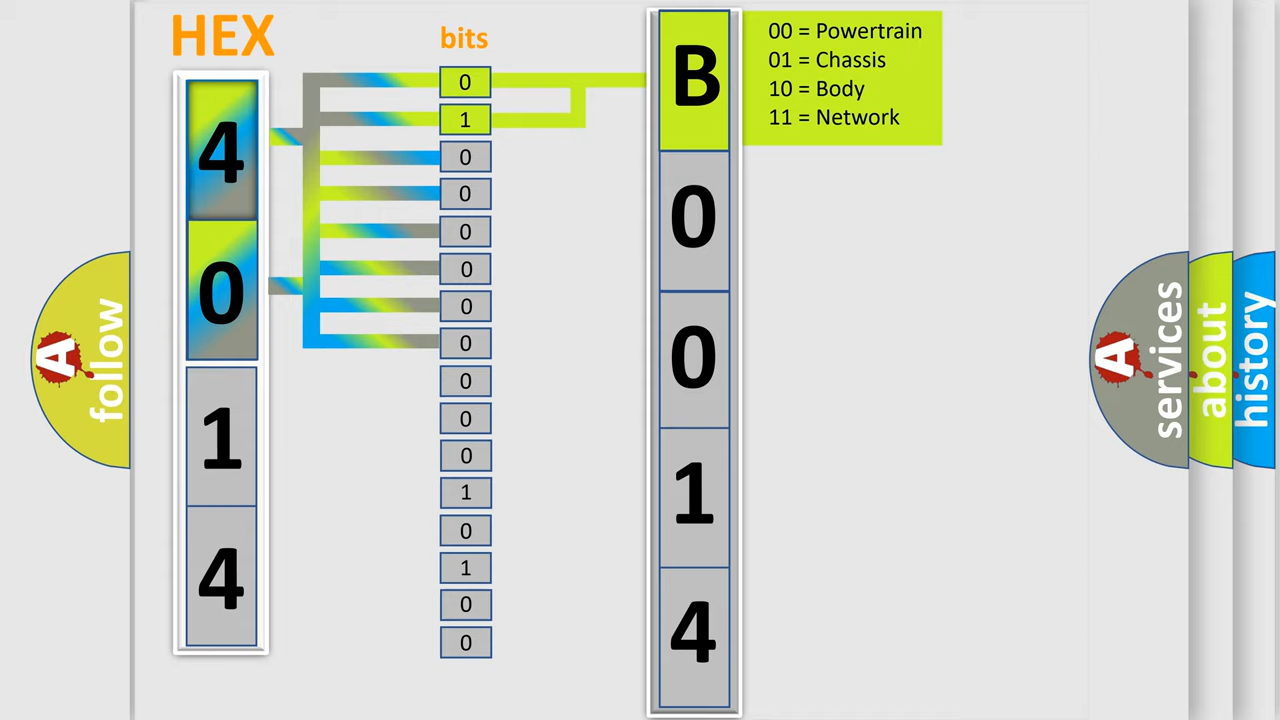 HEX
bits
4
0
1
4
0
1
0
0
0
0
0
0
0
0
0
1
0
1
0
0
B
0
0
1
4
00 = Powertrain
01 = Chassis
10 = Body
11 = Network
A follow
A services
about
history